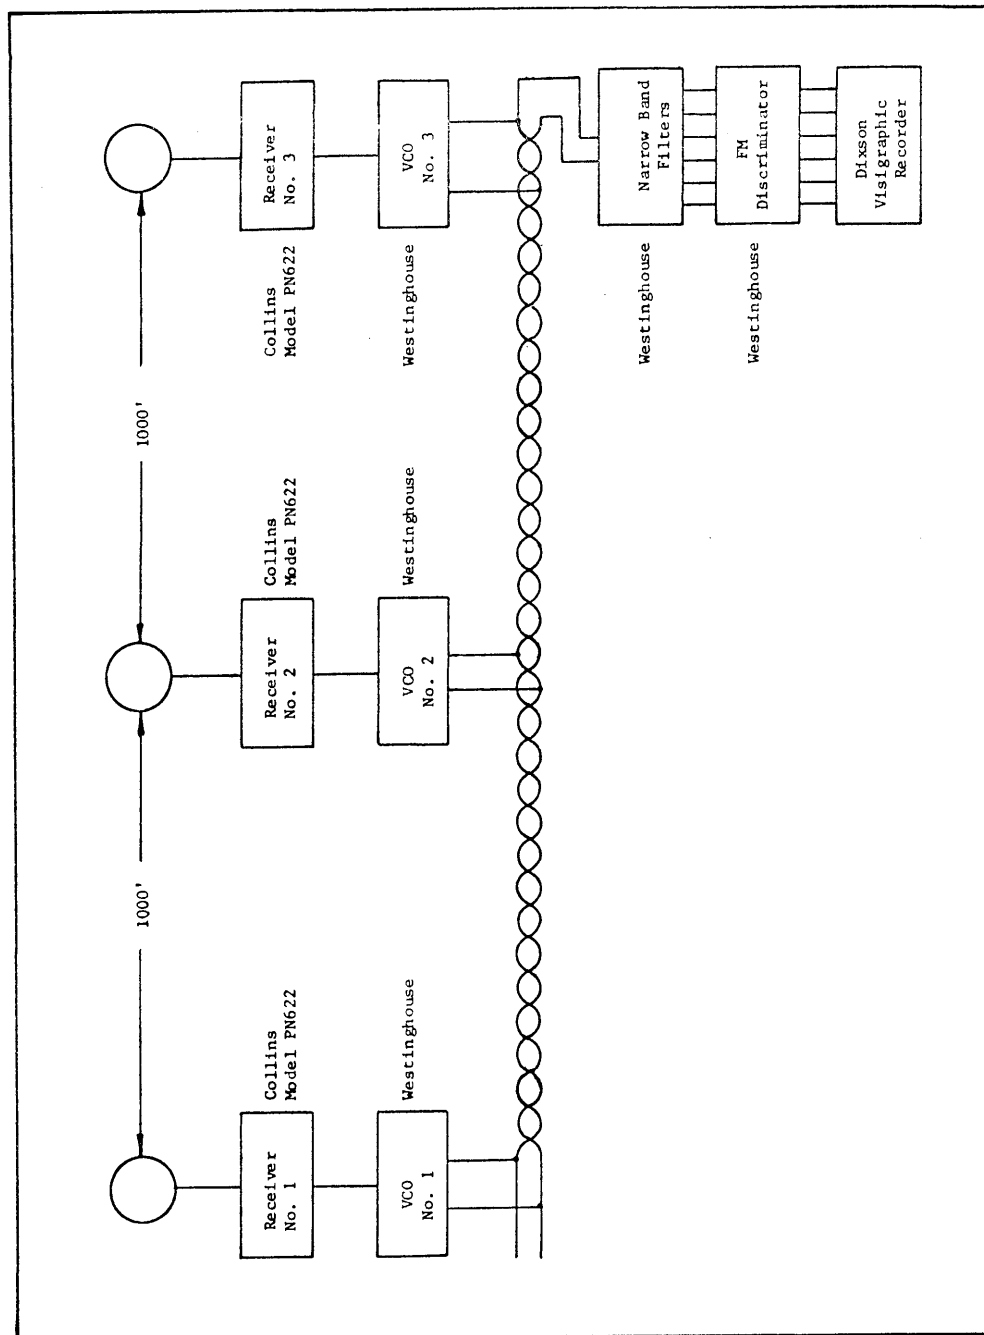 1000'
1000'
Receiver
No. 1
Collins
Model PN622
Receiver
No. 2
Collins
Model PN622
Collins
Model PN622
Receiver
No. 3
VCO
No. 1
Westinghouse
VCO
No. 2
Westinghouse
Westinghouse
VCO
No. 3
Westinghouse
Narrow Band
Filters
Westinghouse
FM
Discriminator
Dixson
Visigraphic
Recorder